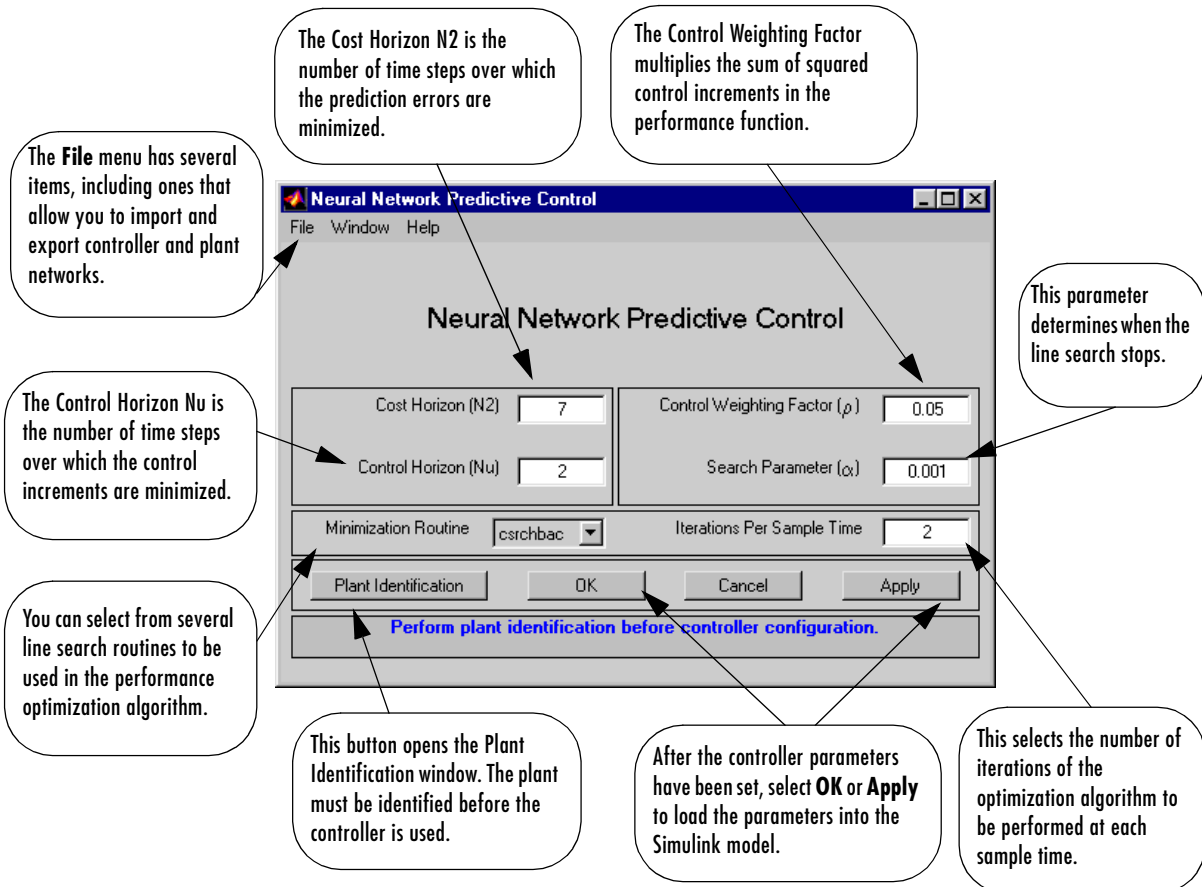 The Cost Horizon N2 is the
number of time steps over which
the prediction errors are
minimized.
The Control Weighting Factor
multiplies the sum of squared
control increments in the
performance function.
The File menu has several
items, including ones that
allow you to import and
export controller and plant
networks.
Neural Network Predictive Control
File Window Help
Neural Network Predictive Control
This parameter
determines when the
line search stops.
The Control Horizon Nu is
the number of time steps
over which the control
increments are minimized.
Cost Horizon (N2) 7
Control Weighting Factor (ρ) 0.05
Control Horizon (Nu) 2
Search Parameter (α) 0.001
Minimization Routine csrchbac
Iterations Per Sample Time 2
Plant Identification OK Cancel Apply
Perform plant identification before controller configuration.
You can select from several
line search routines to be
used in the performance
optimization algorithm.
This button opens the Plant
Identification window. The plant
must be identified before the
controller is used.
After the controller parameters
have been set, select OK or Apply
to load the parameters into the
Simulink model.
This selects the number of
iterations of the
optimization algorithm to
be performed at each
sample time.